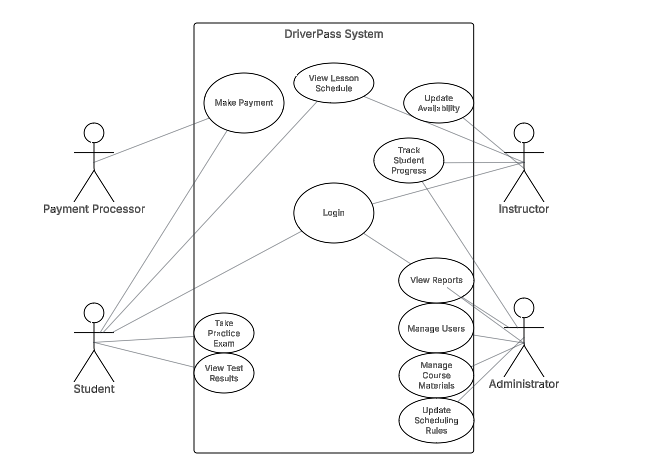 DriverPass System
View Lesson
Schedule
Make Payment
Update
Availability
Track
Student
Progress
Payment Processor
Instructor
Login
View Reports
Take
Practice
Exam
Manage Users
View Test
Results
Manage
Course
Materials
Student
Administrator
Update
Scheduling
Rules